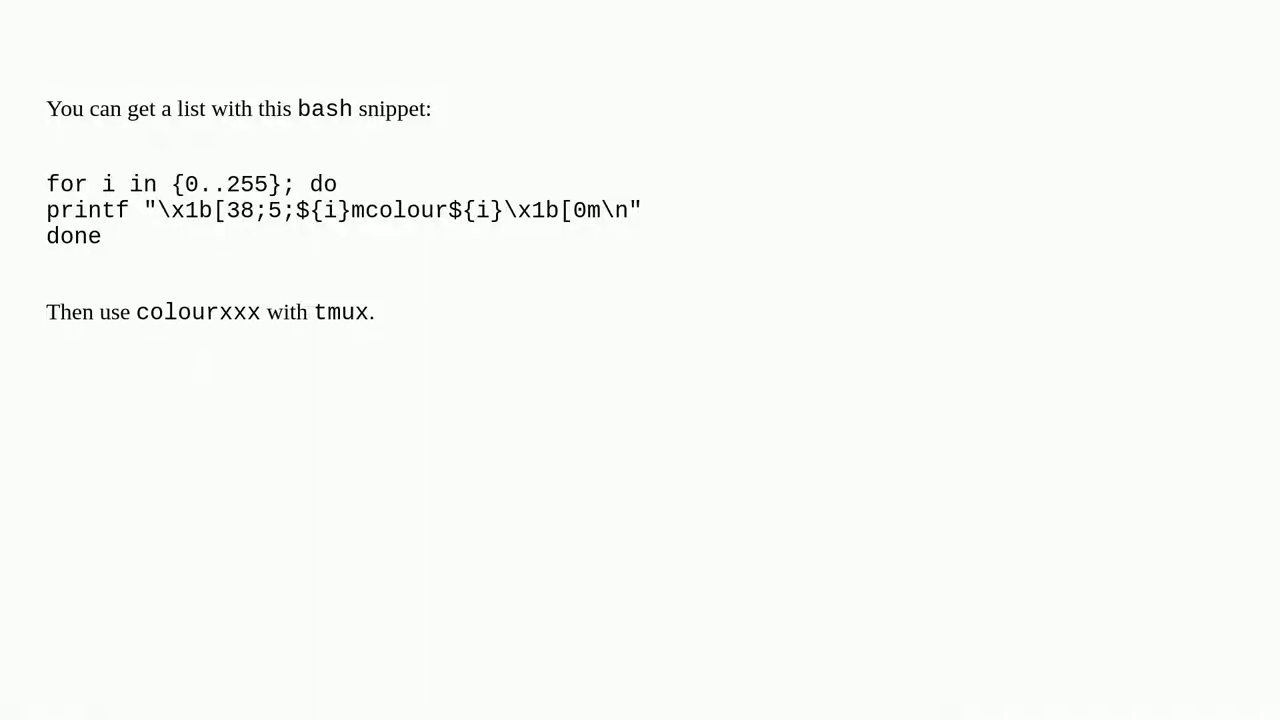 You can get a list with this bash snippet:
for i in {0..255}; do
printf "\x1b[38;5;${i}mcolour${i}\x1b[0m\n"
done
Then use colourxxx with tmux.